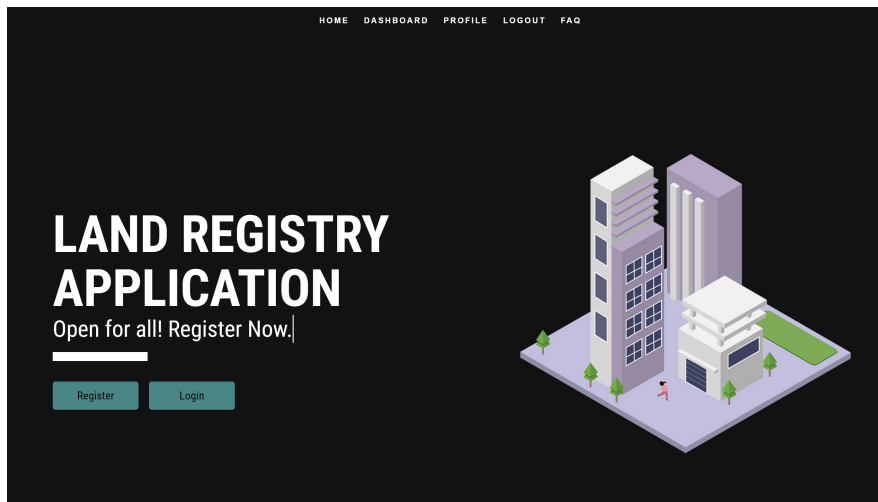 HOME DASHBOARD PROFILE LOGOUT FAQ
LAND REGISTRY
APPLICATION
Open for all! Register Now.
Register Login